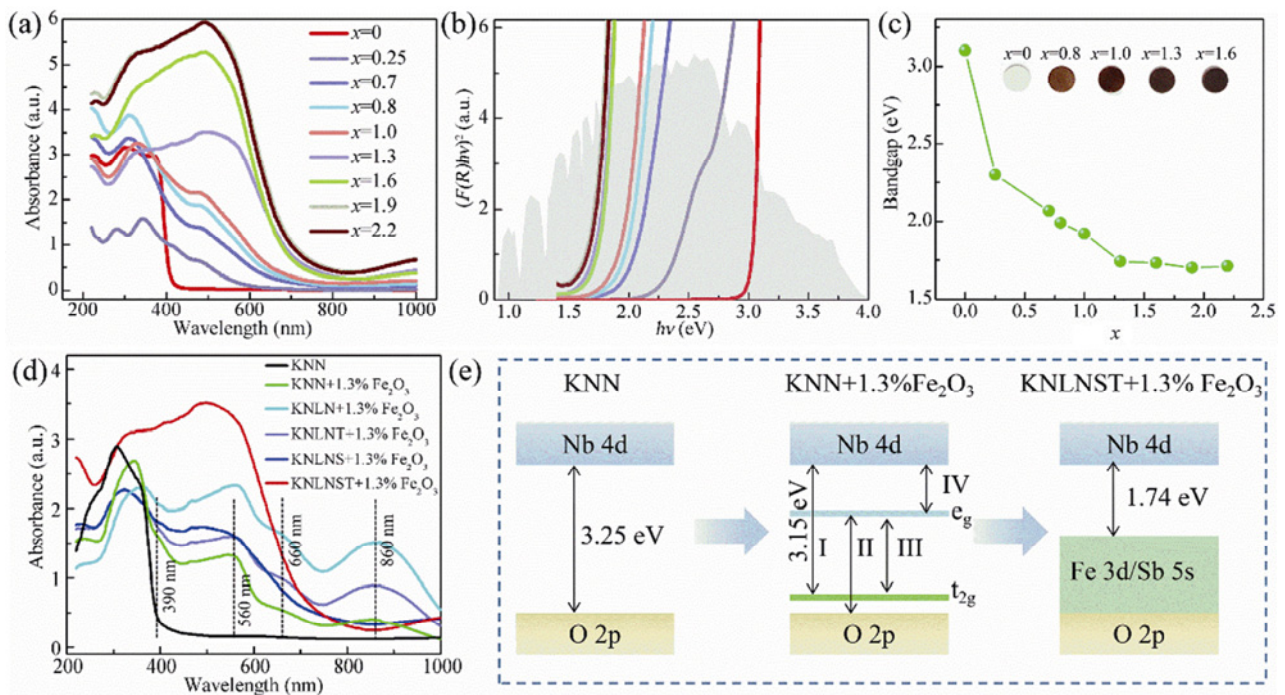 (a)
6
5
4
3
2
1
0
Absorbance (a.u.)
200 400 600 800 1000
Wavelength (nm)
x=0
x=0.25
x=0.7
x=0.8
x=1.0
x=1.3
x=1.6
x=1.9
x=2.2
(b)
6
4
2
0
(F(R)hν)² (a.u.)
1.0 1.5 2.0 2.5 3.0 3.5 4.0
hν (eV)
(c)
3.0
2.5
2.0
1.5
Bandgap (eV)
x=0 x=0.8 x=1.0 x=1.3 x=1.6
0.0 0.5 1.0 1.5 2.0 2.5
x
(d)
4
3
2
1
0
Absorbance (a.u.)
KNN
KNN+1.3% Fe₂O₃
KNLN+1.3% Fe₂O₃
KNLNT+1.3% Fe₂O₃
KNLNS+1.3% Fe₂O₃
KNLNST+1.3% Fe₂O₃
390 nm
560 nm
660 nm
860 nm
200 400 600 800 1000
Wavelength (nm)
(e)
KNN
Nb 4d
3.25 eV
O 2p
KNN+1.3%Fe₂O₃
Nb 4d
3.15 eV
I
II
III
IV
e_g
t_2g
O 2p
KNLNST+1.3% Fe₂O₃
Nb 4d
1.74 eV
Fe 3d/Sb 5s
O 2p